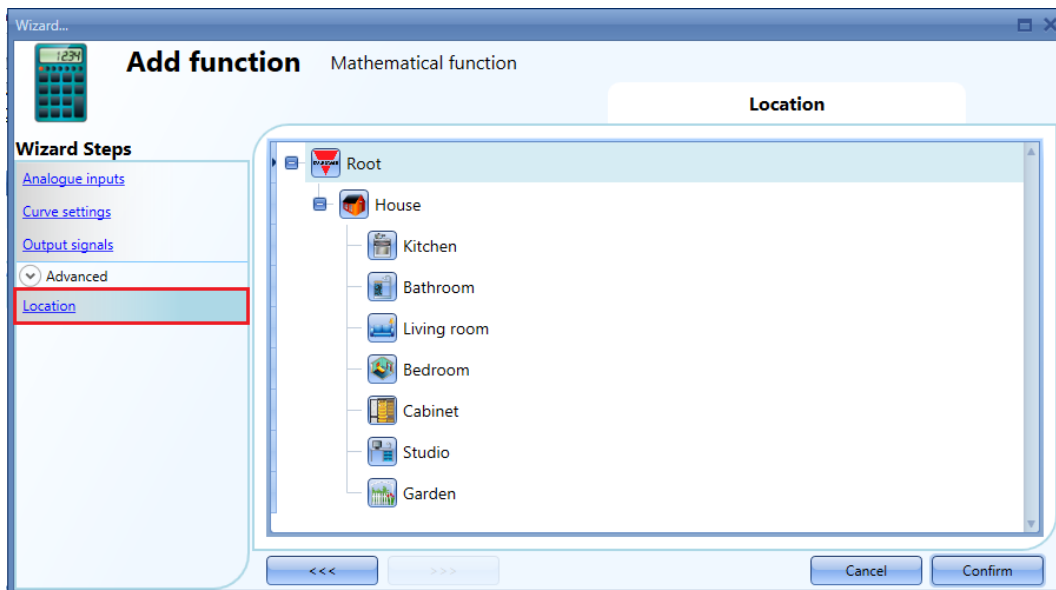 Wizard...
1234
Add function Mathematical function
Location
Wizard Steps
Analogue inputs
Curve settings
Output signals
Advanced
Location
Root
House
Kitchen
Bathroom
Living room
Bedroom
Cabinet
Studio
Garden
<<< >>> Cancel Confirm